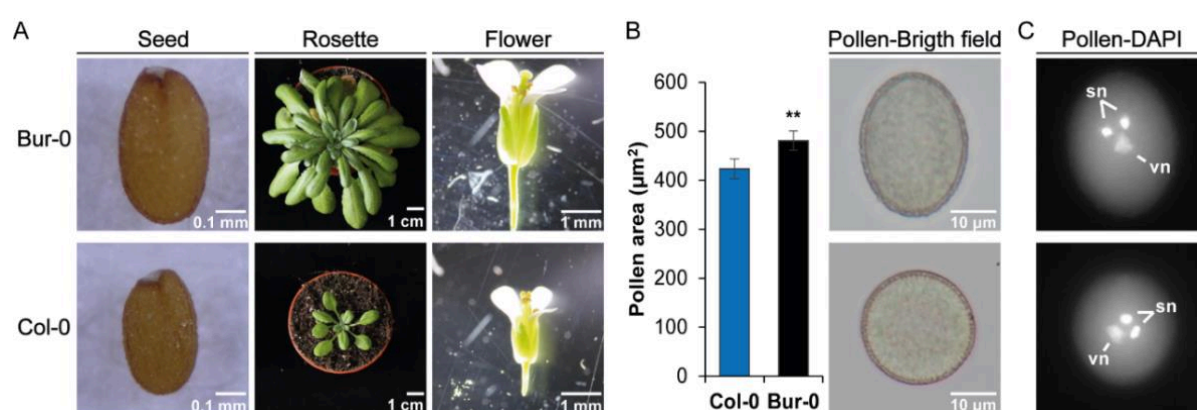 A
Seed
Rosette
Flower
Bur-0
0.1 mm
1 cm
1 mm
Col-0
0.1 mm
1 cm
1 mm
B
Pollen area (µm²)
600
500
400
300
200
100
0
**
Col-0 Bur-0
Pollen-Brigth field
10 µm
10 µm
C
Pollen-DAPI
sn
vn
sn
vn